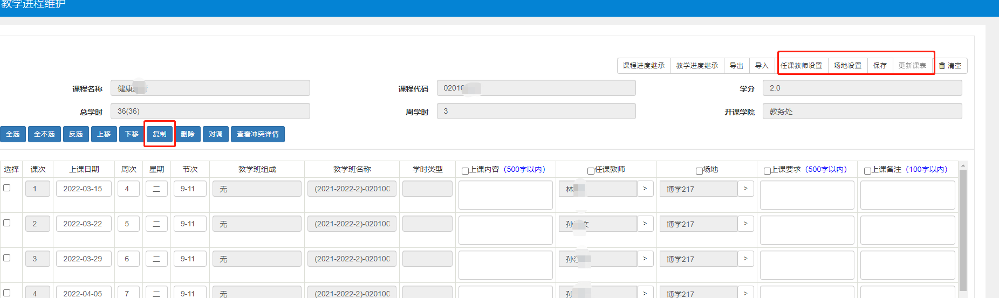 教学进程维护
课程进度继承 教学进度继承 导出 导入 任课教师设置 场地设置 保存 更新课表 清空
课程名称 健康 课程代码 02010 学分 2.0
总学时 36(36) 周学时 3 开课学院 教务处
全选 全不选 反选 上移 下移 复制 删除 对调 查看冲突详情
选择 课次 上课日期 周次 星期 节次 教学班组成 教学班名称 学时类型 上课内容（500字以内） 任课教师 场地 上课要求（500字以内） 上课备注（100字以内）
1 2022-03-15 4 二 9-11 无 (2021-2022-2)-020100 林 > 博学217 >
2 2022-03-22 5 二 9-11 无 (2021-2022-2)-020100 孙 文 > 博学217 >
3 2022-03-29 6 二 9-11 无 (2021-2022-2)-020100 孙 > 博学217 >
4 2022-04-05 7 二 9-11 无 (2021-2022-2)-020100 孙 > 博学217 >